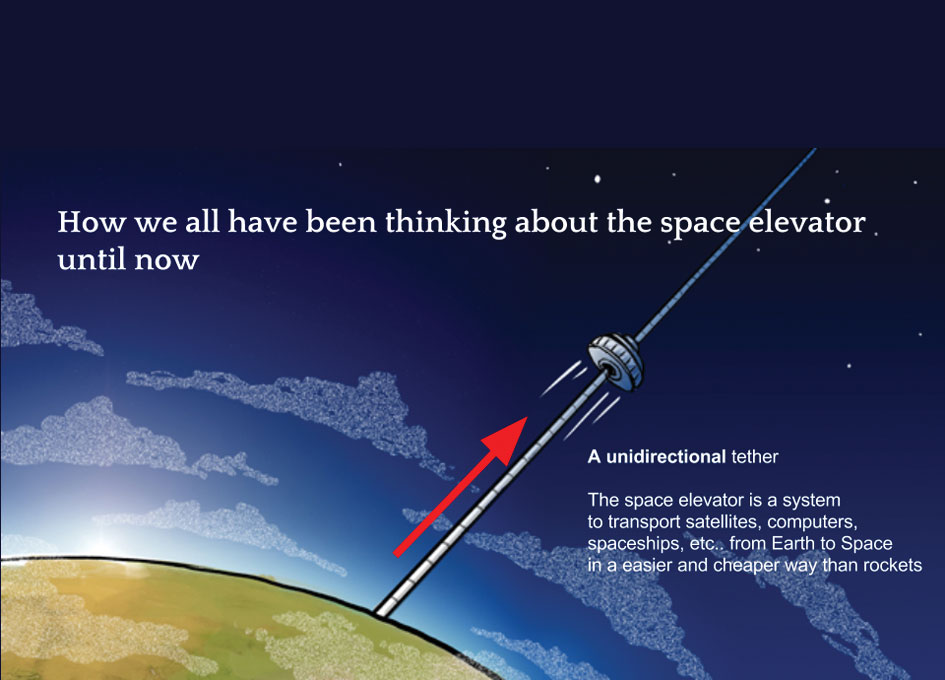 How we all have been thinking about the space elevator
until now
A unidirectional tether
The space elevator is a system
to transport satellites, computers,
spaceships, etc.. from Earth to Space
in a easier and cheaper way than rockets